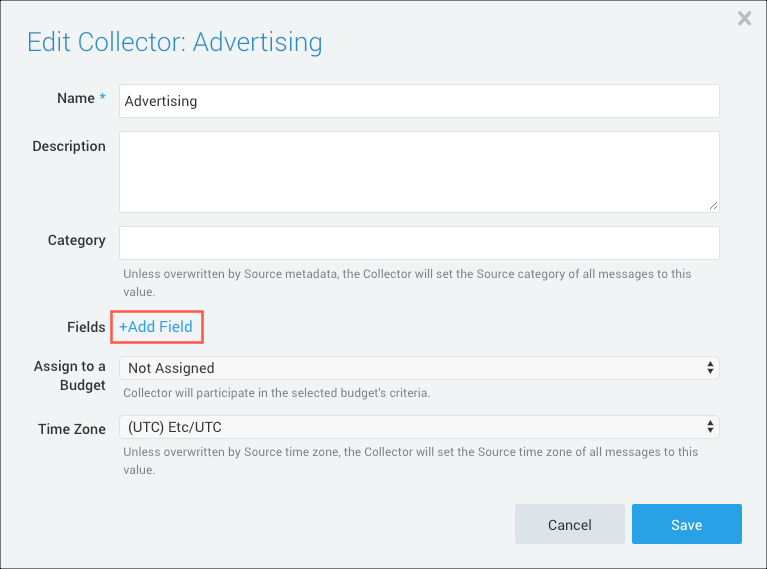 Edit Collector: Advertising
Name *
Advertising
Description
Category
Unless overwritten by Source metadata, the Collector will set the Source category of all messages to this
value.
Fields
+Add Field
Assign to a
Budget
Not Assigned
Collector will participate in the selected budget's criteria.
Time Zone
(UTC) Etc/UTC
Unless overwritten by Source time zone, the Collector will set the Source time zone of all messages to this
value.
Cancel
Save